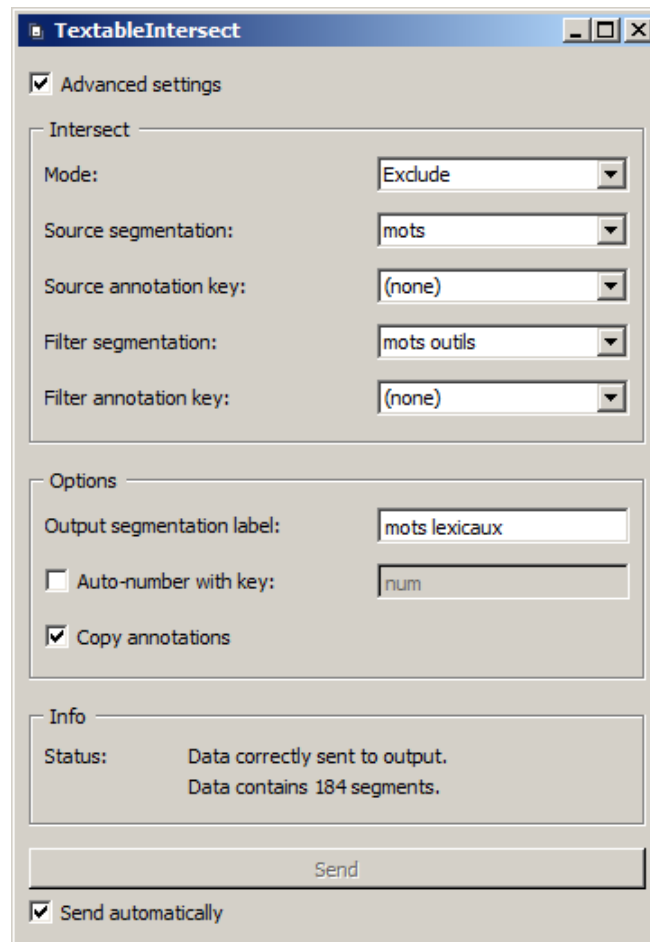 TextableIntersect
Advanced settings
Intersect
Mode: Exclude
Source segmentation: mots
Source annotation key: (none)
Filter segmentation: mots outils
Filter annotation key: (none)
Options
Output segmentation label: mots lexicaux
Auto-number with key: num
Copy annotations
Info
Status: Data correctly sent to output.
Data contains 184 segments.
Send
Send automatically